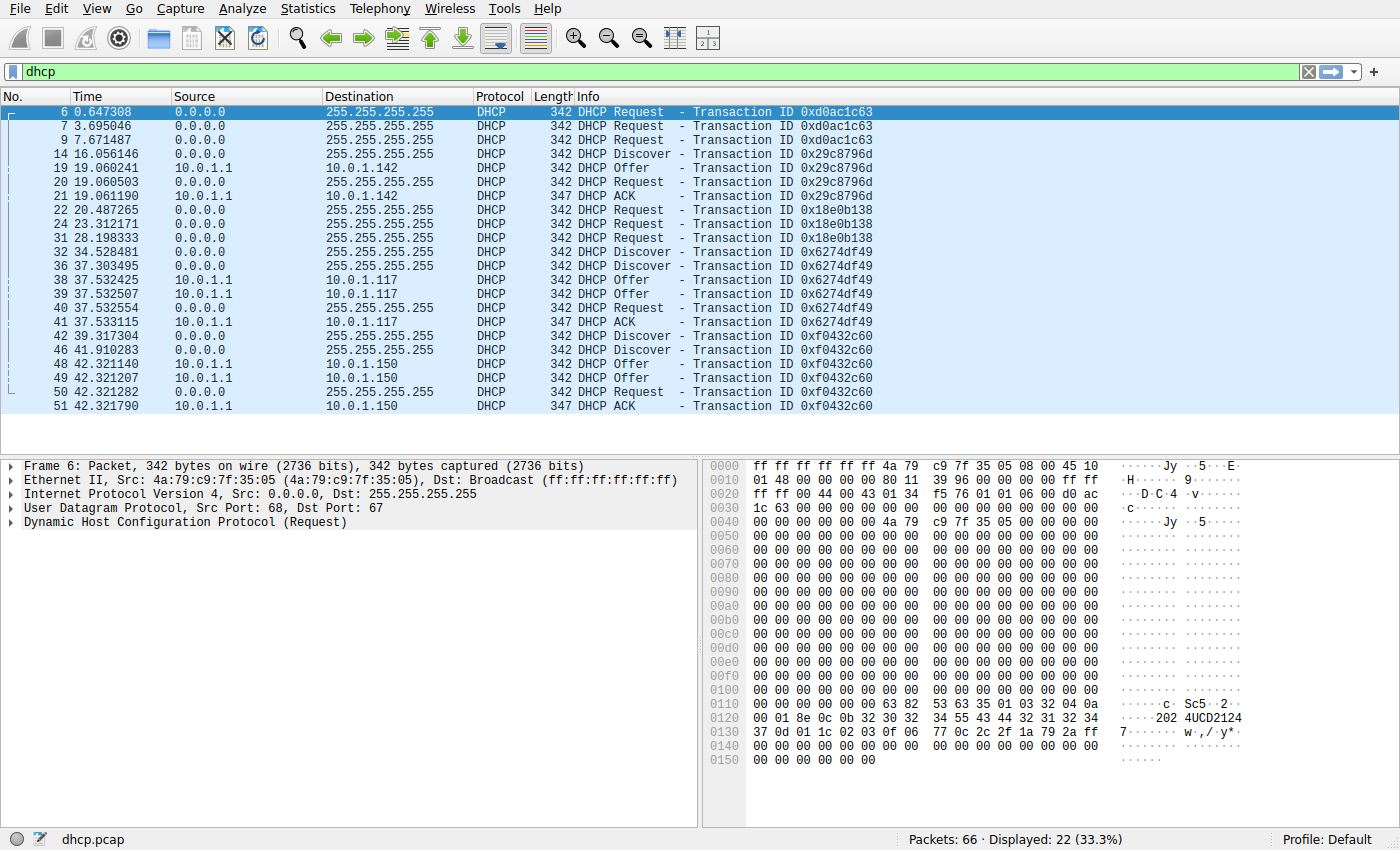 File Edit View Go Capture Analyze Statistics Telephony Wireless Tools Help
dhcp
No. Time Source Destination Protocol Length Info
6 0.647308 0.0.0.0 255.255.255.255 DHCP 342 DHCP Request - Transaction ID 0xd0ac1c63
7 3.695046 0.0.0.0 255.255.255.255 DHCP 342 DHCP Request - Transaction ID 0xd0ac1c63
9 7.671487 0.0.0.0 255.255.255.255 DHCP 342 DHCP Request - Transaction ID 0xd0ac1c63
14 16.056146 0.0.0.0 255.255.255.255 DHCP 342 DHCP Discover - Transaction ID 0x29c8796d
19 19.060241 10.0.1.1 10.0.1.142 DHCP 342 DHCP Offer - Transaction ID 0x29c8796d
20 19.060503 0.0.0.0 255.255.255.255 DHCP 342 DHCP Request - Transaction ID 0x29c8796d
21 19.061190 10.0.1.1 10.0.1.142 DHCP 347 DHCP ACK - Transaction ID 0x29c8796d
22 20.487265 0.0.0.0 255.255.255.255 DHCP 342 DHCP Request - Transaction ID 0x18e0b138
24 23.312171 0.0.0.0 255.255.255.255 DHCP 342 DHCP Request - Transaction ID 0x18e0b138
31 28.198333 0.0.0.0 255.255.255.255 DHCP 342 DHCP Request - Transaction ID 0x18e0b138
32 34.528481 0.0.0.0 255.255.255.255 DHCP 342 DHCP Discover - Transaction ID 0x6274df49
36 37.303495 0.0.0.0 255.255.255.255 DHCP 342 DHCP Discover - Transaction ID 0x6274df49
38 37.532425 10.0.1.1 10.0.1.117 DHCP 342 DHCP Offer - Transaction ID 0x6274df49
39 37.532507 10.0.1.1 10.0.1.117 DHCP 342 DHCP Offer - Transaction ID 0x6274df49
40 37.532554 0.0.0.0 255.255.255.255 DHCP 342 DHCP Request - Transaction ID 0x6274df49
41 37.533115 10.0.1.1 10.0.1.117 DHCP 347 DHCP ACK - Transaction ID 0x6274df49
42 39.317304 0.0.0.0 255.255.255.255 DHCP 342 DHCP Discover - Transaction ID 0xf0432c60
46 41.910283 0.0.0.0 255.255.255.255 DHCP 342 DHCP Discover - Transaction ID 0xf0432c60
48 42.321140 10.0.1.1 10.0.1.150 DHCP 342 DHCP Offer - Transaction ID 0xf0432c60
49 42.321207 10.0.1.1 10.0.1.150 DHCP 342 DHCP Offer - Transaction ID 0xf0432c60
50 42.321282 0.0.0.0 255.255.255.255 DHCP 342 DHCP Request - Transaction ID 0xf0432c60
51 42.321790 10.0.1.1 10.0.1.150 DHCP 347 DHCP ACK - Transaction ID 0xf0432c60
Frame 6: Packet, 342 bytes on wire (2736 bits), 342 bytes captured (2736 bits)
Ethernet II, Src: 4a:79:c9:7f:35:05 (4a:79:c9:7f:35:05), Dst: Broadcast (ff:ff:ff:ff:ff:ff)
Internet Protocol Version 4, Src: 0.0.0.0, Dst: 255.255.255.255
User Datagram Protocol, Src Port: 68, Dst Port: 67
Dynamic Host Configuration Protocol (Request)
0000 ff ff ff ff ff ff 4a 79 c9 7f 35 05 08 00 45 10 ······Jy ··5···E·
0010 01 48 00 00 00 00 80 11 39 96 00 00 00 00 ff ff ·H······ 9·······
0020 ff ff 00 44 00 43 01 34 f5 76 01 01 06 00 d0 ac ···D·C·4 ·v······
0030 1c 63 00 00 00 00 00 00 00 00 00 00 00 00 00 00 ·c······ ········
0040 00 00 00 00 00 00 4a 79 c9 7f 35 05 00 00 00 00 ······Jy ··5·····
0050 00 00 00 00 00 00 00 00 00 00 00 00 00 00 00 00 ········ ········
0060 00 00 00 00 00 00 00 00 00 00 00 00 00 00 00 00 ········ ········
0070 00 00 00 00 00 00 00 00 00 00 00 00 00 00 00 00 ········ ········
0080 00 00 00 00 00 00 00 00 00 00 00 00 00 00 00 00 ········ ········
0090 00 00 00 00 00 00 00 00 00 00 00 00 00 00 00 00 ········ ········
00a0 00 00 00 00 00 00 00 00 00 00 00 00 00 00 00 00 ········ ········
00b0 00 00 00 00 00 00 00 00 00 00 00 00 00 00 00 00 ········ ········
00c0 00 00 00 00 00 00 00 00 00 00 00 00 00 00 00 00 ········ ········
00d0 00 00 00 00 00 00 00 00 00 00 00 00 00 00 00 00 ········ ········
00e0 00 00 00 00 00 00 00 00 00 00 00 00 00 00 00 00 ········ ········
00f0 00 00 00 00 00 00 00 00 00 00 00 00 00 00 00 00 ········ ········
0100 00 00 00 00 00 00 00 00 00 00 00 00 00 00 00 00 ········ ········
0110 00 00 00 00 00 00 63 82 53 63 35 01 03 32 04 0a ······c· Sc5··2··
0120 00 01 8e 0c 0b 32 30 32 34 55 43 44 32 31 32 34 ·····202 4UCD2124
0130 37 0d 01 1c 02 03 0f 06 77 0c 2c 2f 1a 79 2a ff 7······· w·,/·y*·
0140 00 00 00 00 00 00 00 00 00 00 00 00 00 00 00 00 ········ ········
0150 00 00 00 00 00 00 ······
dhcp.pcap Packets: 66 · Displayed: 22 (33.3%) Profile: Default